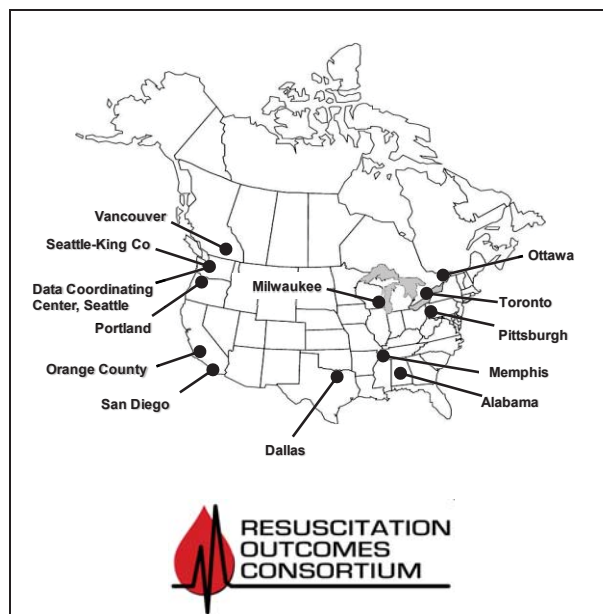 Vancouver
Seattle-King Co
Data Coordinating
Center, Seattle
Portland
Orange County
San Diego
Dallas
Milwaukee
Ottawa
Toronto
Pittsburgh
Memphis
Alabama
RESUSCITATION
OUTCOMES
CONSORTIUM